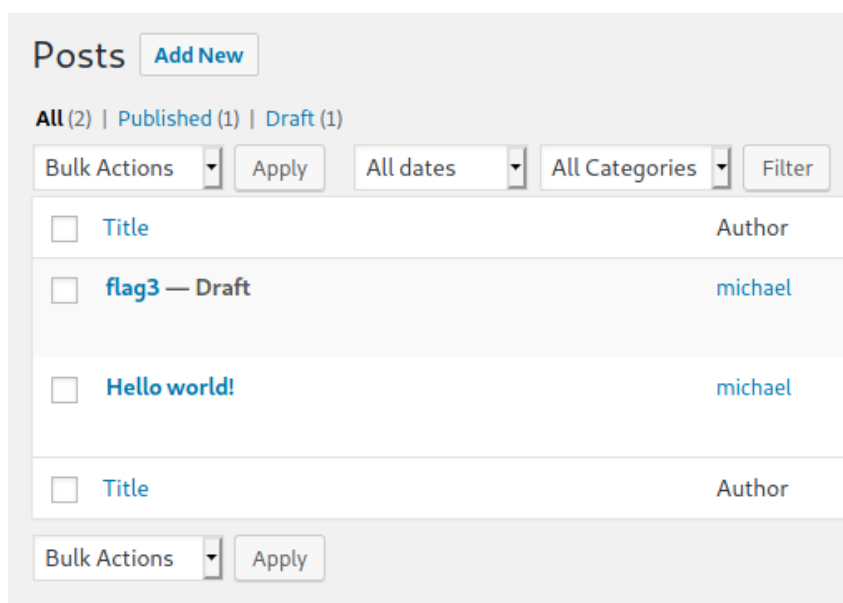 Posts Add New
All (2) | Published (1) | Draft (1)
Bulk Actions Apply All dates All Categories Filter
Title Author
flag3 — Draft michael
Hello world! michael
Title Author
Bulk Actions Apply